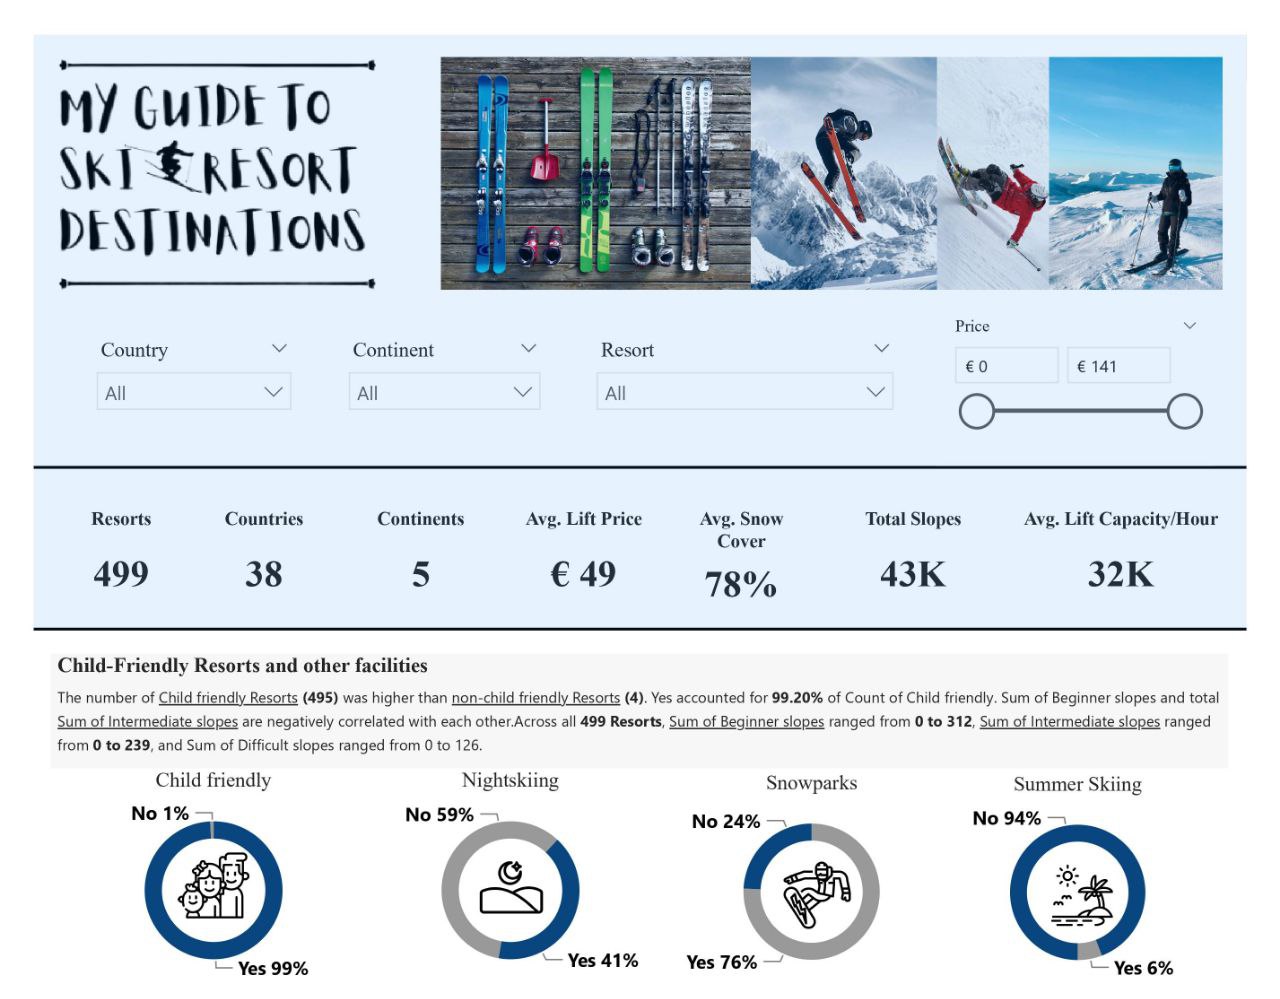 MY GUIDE TO
SKI RESORT
DESTINATIONS
Country
Continent
Resort
Price
All
All
All
€ 0
€ 141
Resorts
Countries
Continents
Avg. Lift Price
Avg. Snow
Cover
Total Slopes
Avg. Lift Capacity/Hour
499
38
5
€ 49
78%
43K
32K
Child-Friendly Resorts and other facilities
The number of Child friendly Resorts (495) was higher than non-child friendly Resorts (4). Yes accounted for 99.20% of Count of Child friendly. Sum of Beginner slopes and total
Sum of Intermediate slopes are negatively correlated with each other.Across all 499 Resorts, Sum of Beginner slopes ranged from 0 to 312, Sum of Intermediate slopes ranged
from 0 to 239, and Sum of Difficult slopes ranged from 0 to 126.
Child friendly
No 1%
Yes 99%
Nightskiing
No 59%
Yes 41%
Snowparks
No 24%
Yes 76%
Summer Skiing
No 94%
Yes 6%